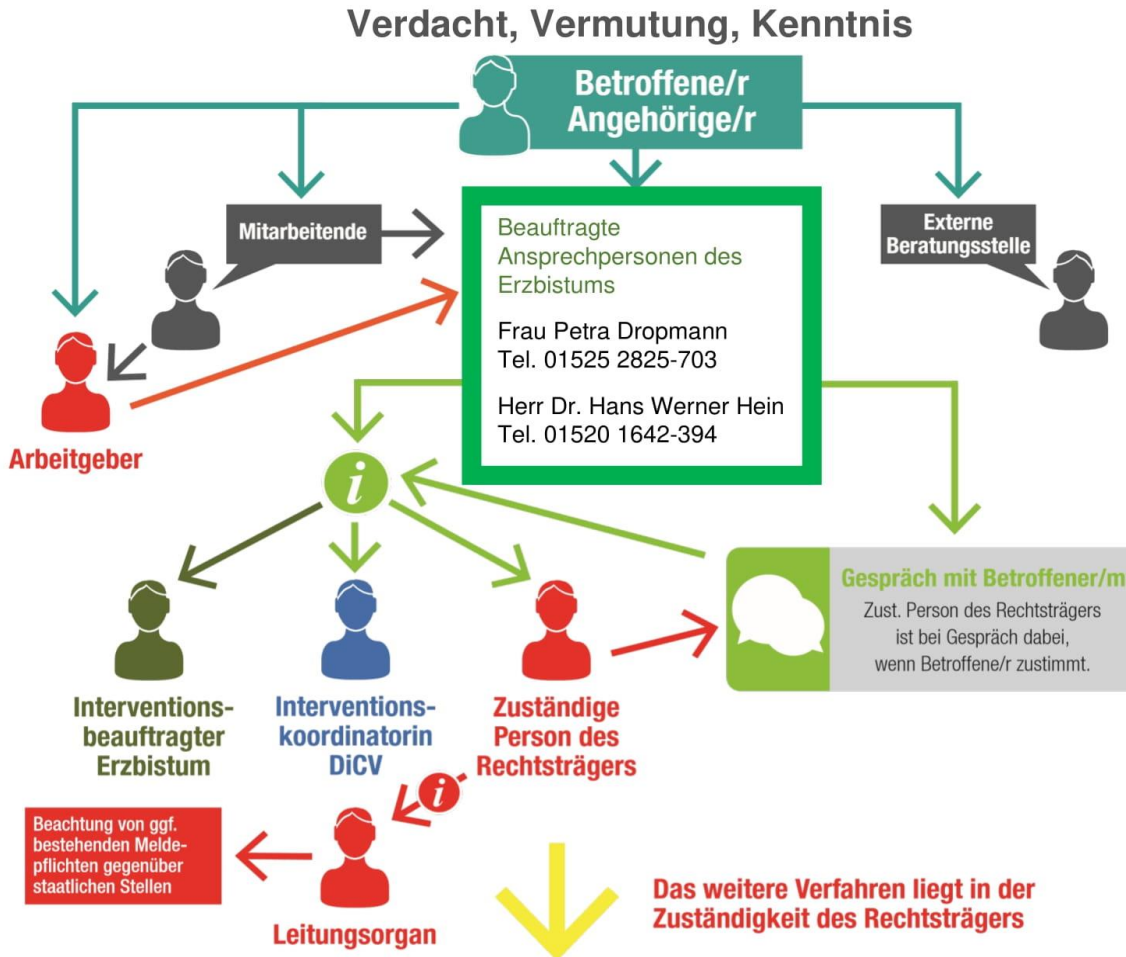 Verdacht, Vermutung, Kenntnis
Betroffene/r
Angehörige/r
Mitarbeitende
Beauftragte
Ansprechpersonen des
Erzbistums
Frau Petra Dropmann
Tel. 01525 2825-703
Herr Dr. Hans Werner Hein
Tel. 01520 1642-394
Externe
Beratungsstelle
Arbeitgeber
i
Gespräch mit Betroffener/m
Zust. Person des Rechtsträgers
ist bei Gespräch dabei,
wenn Betroffene/r zustimmt.
Interventions-
beauftragter
Erzbistum
Interventions-
koordinatorin
DiCV
Zuständige
Person des
Rechtsträgers
i
Beachtung von ggf.
bestehenden Melde-
pflichten gegenüber
staatlichen Stellen
Leitungsorgan
Das weitere Verfahren liegt in der
Zuständigkeit des Rechtsträgers